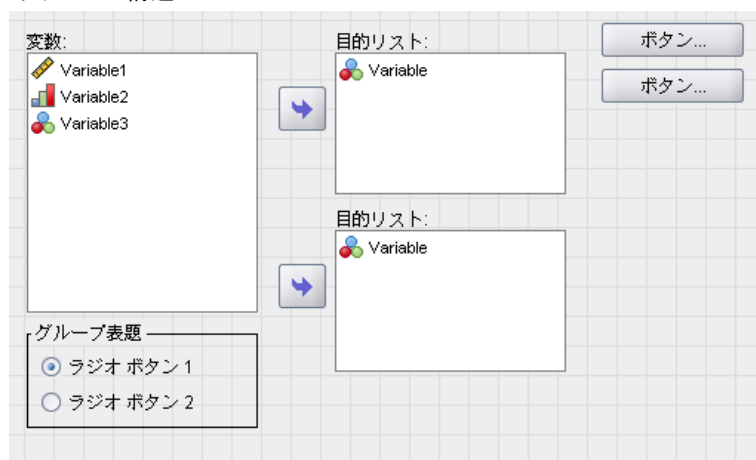 変数:
Variable1
Variable2
Variable3
目的リスト:
Variable
目的リスト:
Variable
ボタン...
ボタン...
グループ表題
ラジオ ボタン 1
ラジオ ボタン 2